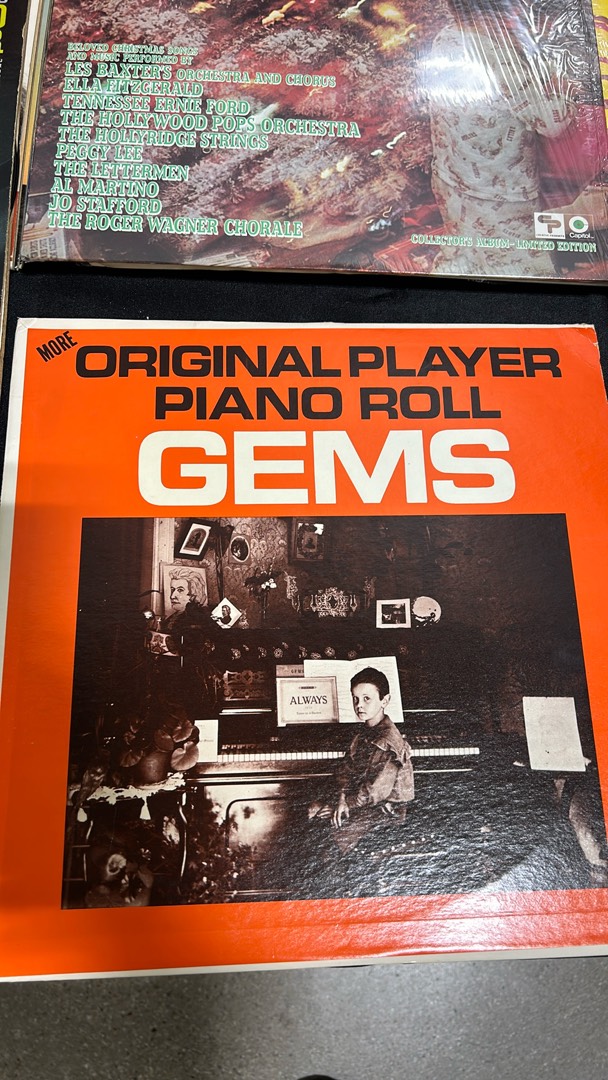 BELOVED CHRISTMAS SONGS
AND MUSIC PERFORMED BY
LES BAXTER'S ORCHESTRA AND CHORUS
ELLA FITZGERALD
TENNESSEE ERNIE FORD
THE HOLLYWOOD POPS ORCHESTRA
THE HOLLYRIDGE STRINGS
PEGGY LEE
THE LETTERMEN
AL MARTINO
JO STAFFORD
THE ROGER WAGNER CHORALE
CP
Capitol
COLLECTOR'S ALBUM–LIMITED EDITION
MORE
ORIGINAL PLAYER
PIANO ROLL
GEMS
ALWAYS